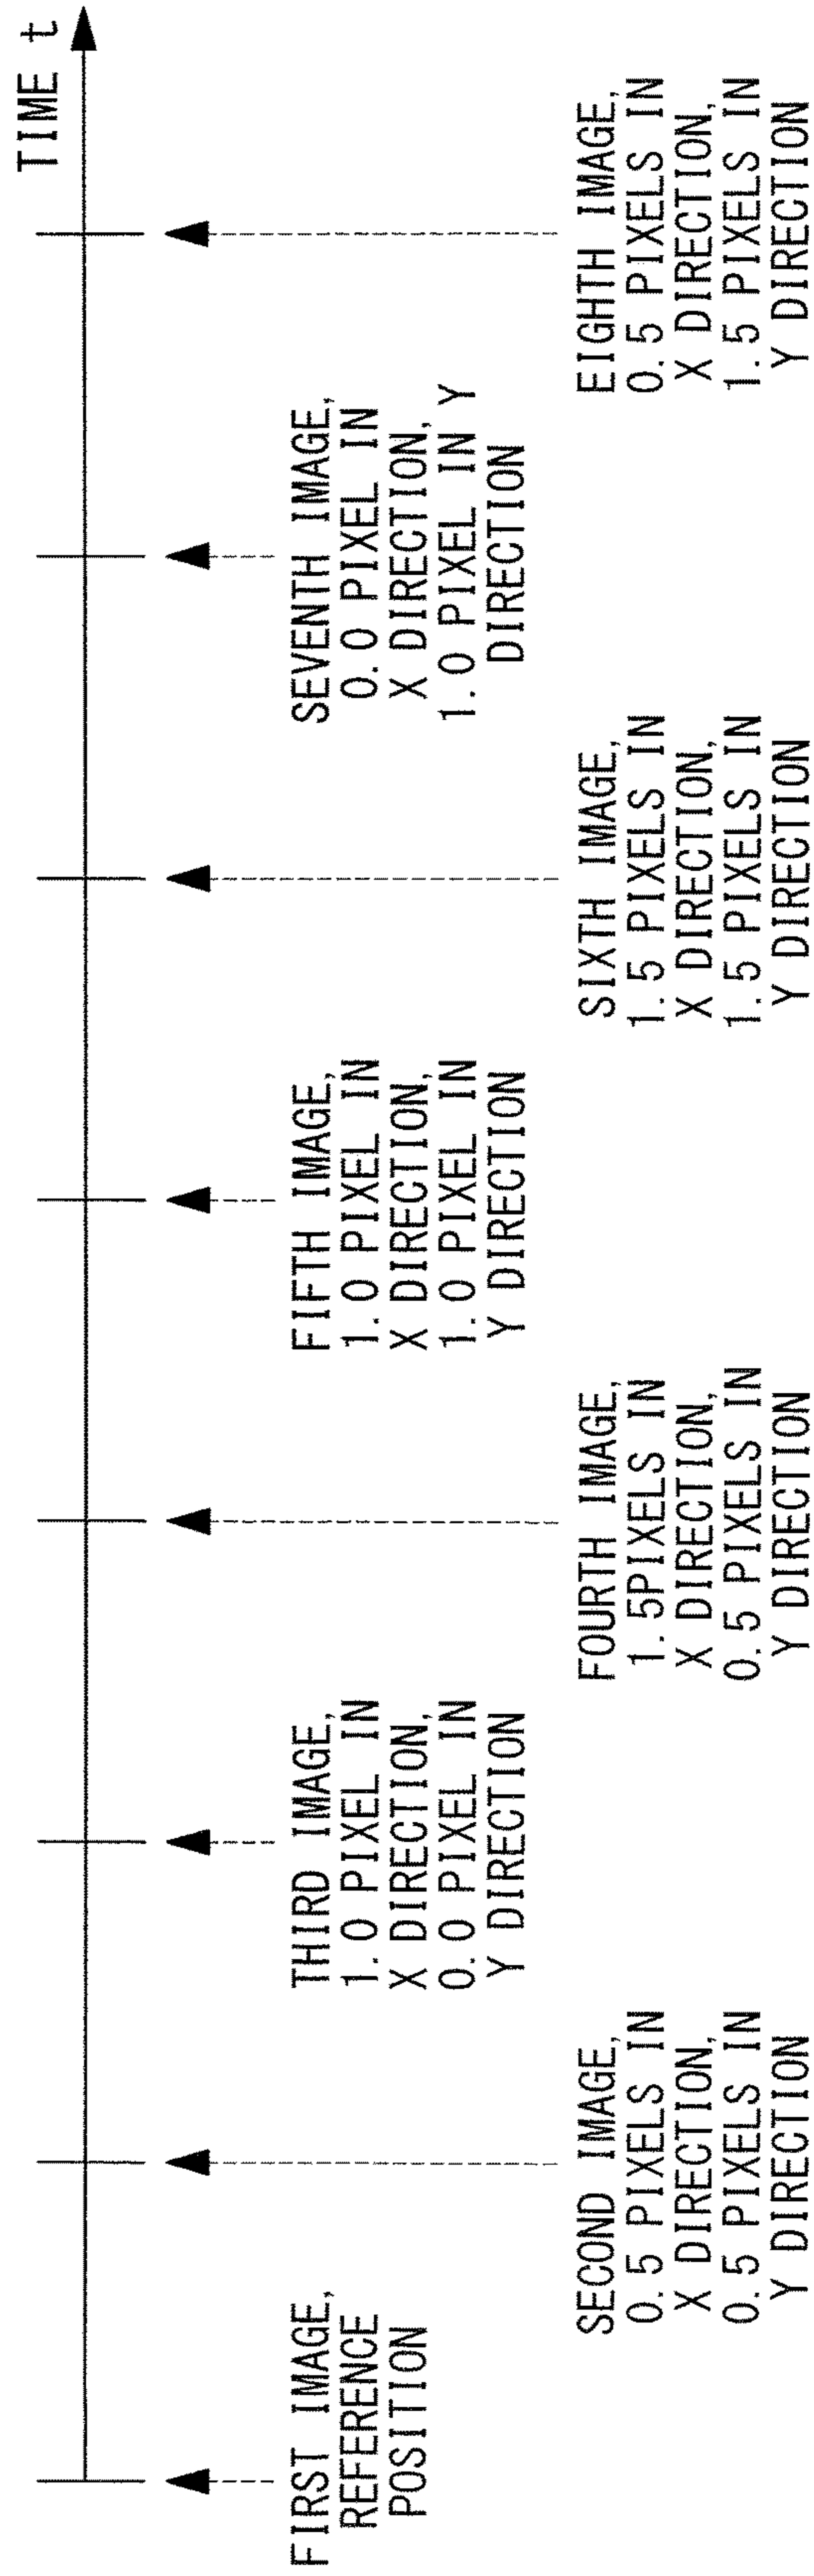 TIME t
FIRST IMAGE,
REFERENCE
POSITION
SECOND IMAGE,
0.5 PIXELS IN
X DIRECTION,
0.5 PIXELS IN
Y DIRECTION
THIRD IMAGE,
1.0 PIXEL IN
X DIRECTION,
0.0 PIXEL IN
Y DIRECTION
FOURTH IMAGE,
1.5PIXELS IN
X DIRECTION,
0.5 PIXELS IN
Y DIRECTION
FIFTH IMAGE,
1.0 PIXEL IN
X DIRECTION,
1.0 PIXEL IN
Y DIRECTION
SIXTH IMAGE,
1.5 PIXELS IN
X DIRECTION,
1.5 PIXELS IN
Y DIRECTION
SEVENTH IMAGE,
0.0 PIXEL IN
X DIRECTION,
1.0 PIXEL IN Y
DIRECTION
EIGHTH IMAGE,
0.5 PIXELS IN
X DIRECTION,
1.5 PIXELS IN
Y DIRECTION